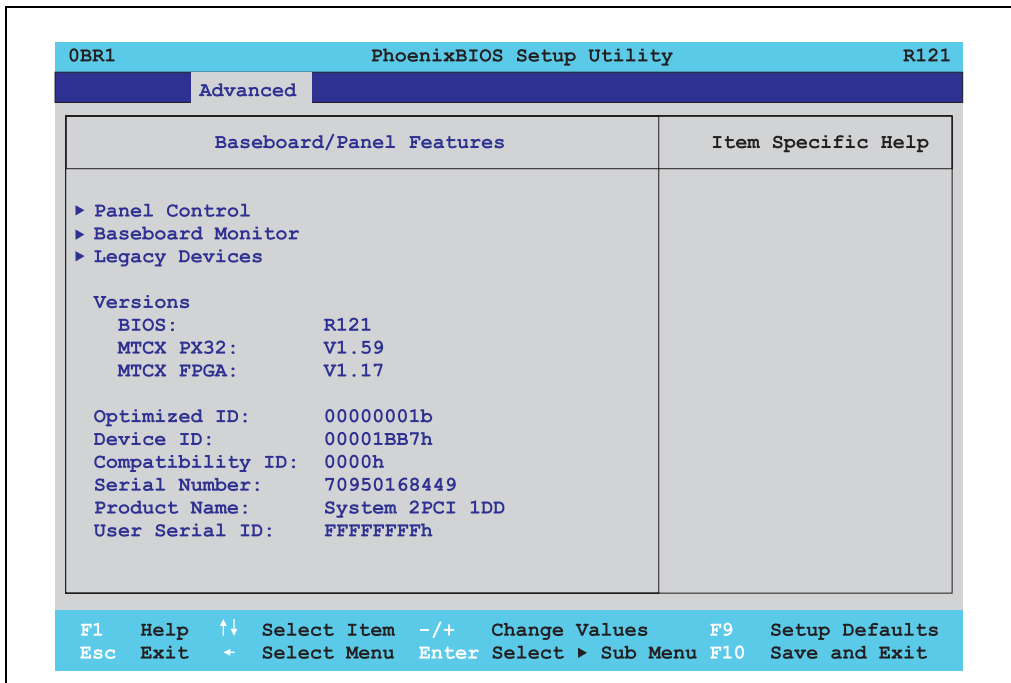 0BR1 PhoenixBIOS Setup Utility R121
Advanced
Baseboard/Panel Features Item Specific Help
▶ Panel Control
▶ Baseboard Monitor
▶ Legacy Devices
Versions
BIOS: R121
MTCX PX32: V1.59
MTCX FPGA: V1.17
Optimized ID: 00000001b
Device ID: 00001BB7h
Compatibility ID: 0000h
Serial Number: 70950168449
Product Name: System 2PCI 1DD
User Serial ID: FFFFFFFFh
F1 Help ↑↓ Select Item -/+ Change Values F9 Setup Defaults
Esc Exit ← Select Menu Enter Select ▶ Sub Menu F10 Save and Exit